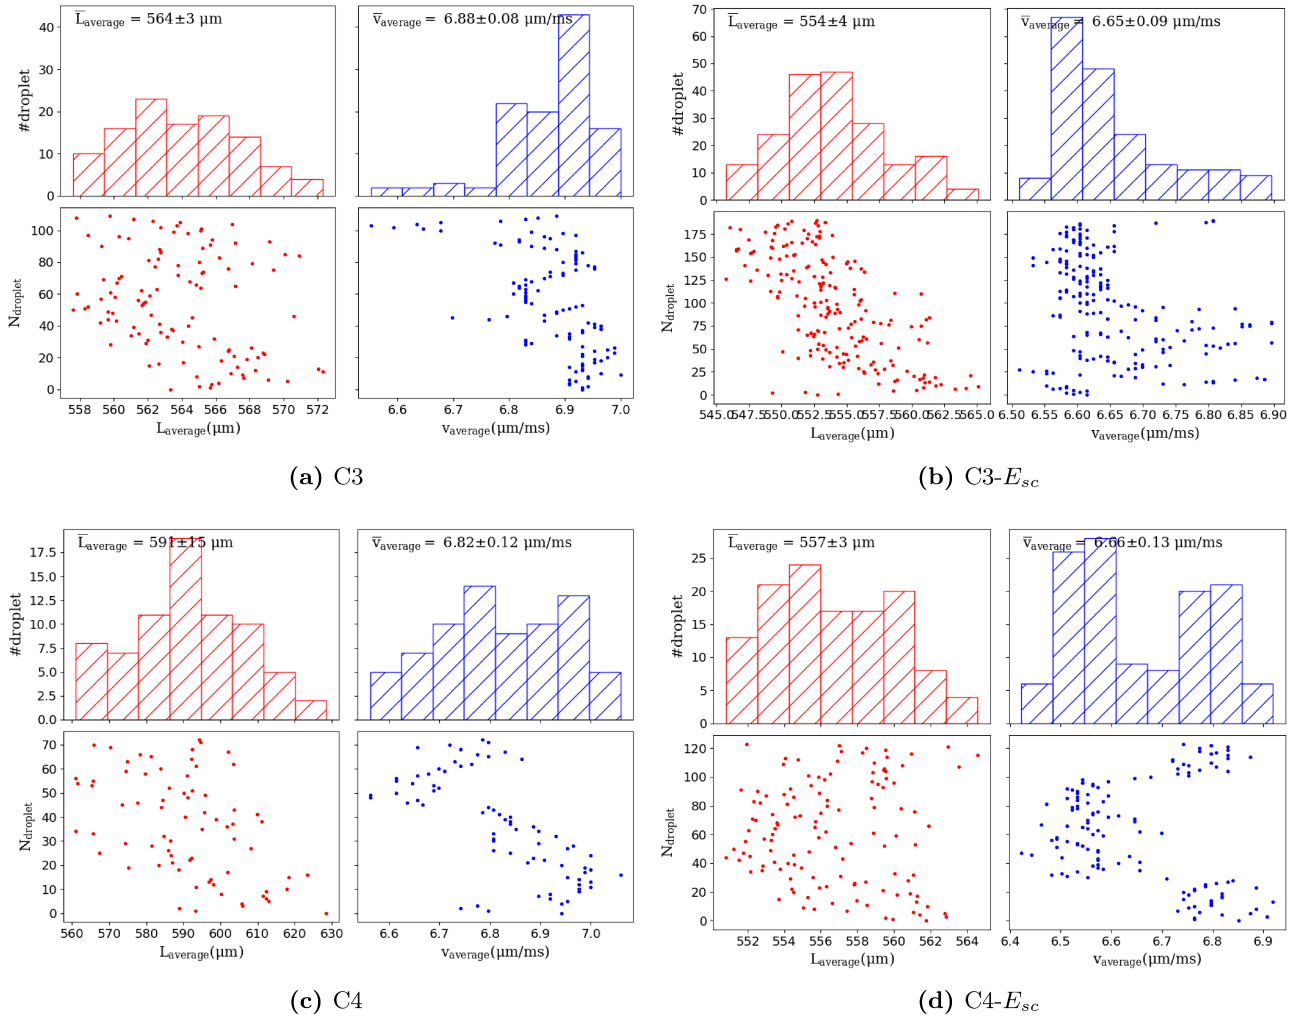 L̅average = 564±3 μm
v̅average = 6.88±0.08 μm/ms
#droplet
40
30
20
10
0
Ndroplet
100
80
60
40
20
0
558 560 562 564 566 568 570 572
6.6 6.7 6.8 6.9 7.0
Laverage(μm)
vaverage(μm/ms)
(a) C3
L̅average = 554±4 μm
v̅average = 6.65±0.09 μm/ms
#droplet
70
60
50
40
30
20
10
0
Ndroplet
175
150
125
100
75
50
25
0
545.0 547.5 550.0 552.5 555.0 557.5 560.0 562.5 565.0
6.50 6.55 6.60 6.65 6.70 6.75 6.80 6.85 6.90
Laverage(μm)
vaverage(μm/ms)
(b) C3-Esc
L̅average = 591±15 μm
v̅average = 6.82±0.12 μm/ms
#droplet
17.5
15.0
12.5
10.0
7.5
5.0
2.5
0.0
Ndroplet
70
60
50
40
30
20
10
0
560 570 580 590 600 610 620 630
6.6 6.7 6.8 6.9 7.0
Laverage(μm)
vaverage(μm/ms)
(c) C4
L̅average = 557±3 μm
v̅average = 6.66±0.13 μm/ms
#droplet
25
20
15
10
5
0
Ndroplet
120
100
80
60
40
20
0
552 554 556 558 560 562 564
6.4 6.5 6.6 6.7 6.8 6.9
Laverage(μm)
vaverage(μm/ms)
(d) C4-Esc